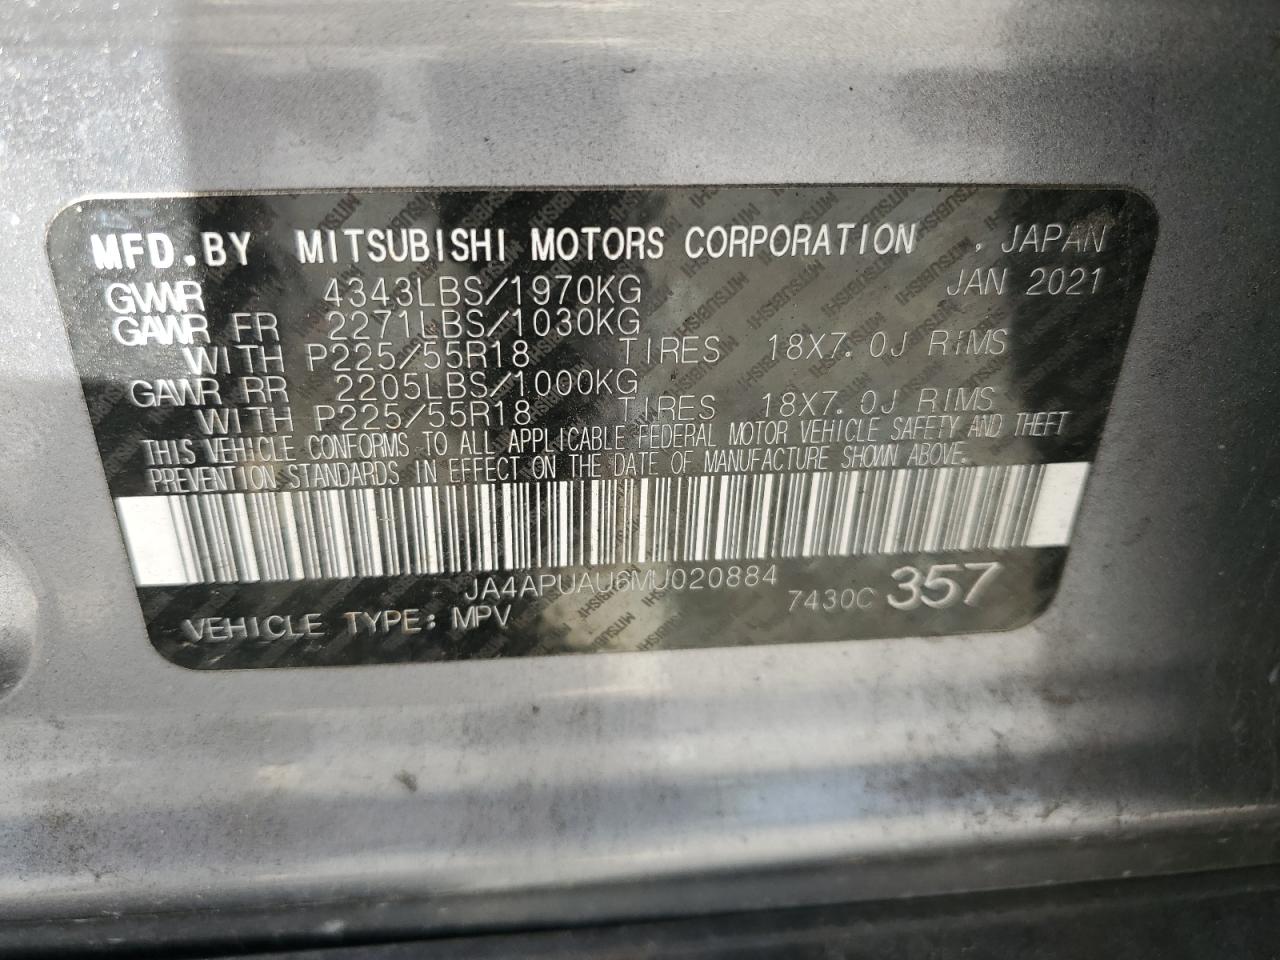 MFD.BY MITSUBISHI MOTORS CORPORATION , JAPAN
GVWR 4343LBS/1970KG JAN 2021
GAWR FR 2271LBS/1030KG
WITH P225/55R18 TIRES 18X7.0J RIMS
GAWR RR 2205LBS/1000KG
WITH P225/55R18 TIRES 18X7.0J RIMS
THIS VEHICLE CONFORMS TO ALL APPLICABLE FEDERAL MOTOR VEHICLE SAFETY AND THEFT
PREVENTION STANDARDS IN EFFECT ON THE DATE OF MANUFACTURE SHOWN ABOVE.
JA4APUAU6MU020884
7430C 357
VEHICLE TYPE: MPV